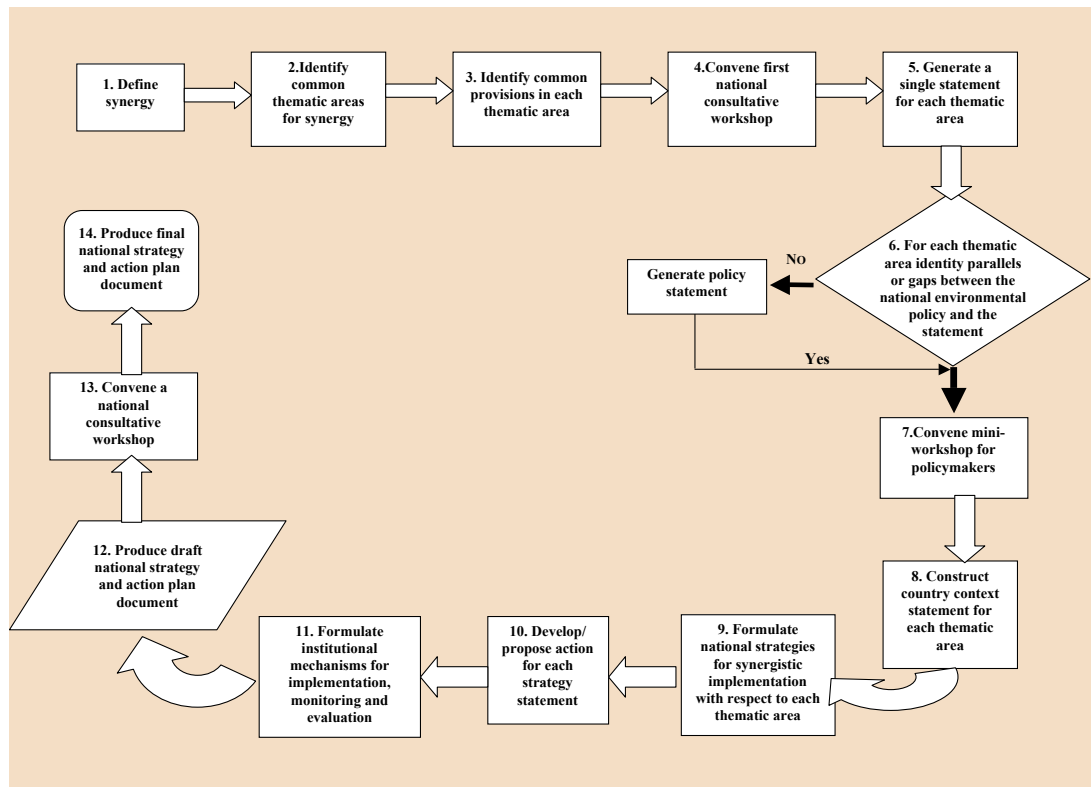 1. Define
synergy
2.Identify
common
thematic areas
for synergy
3. Identify common
provisions in each
thematic area
4.Convene first
national
consultative
workshop
5. Generate a
single statement
for each thematic
area
6. For each thematic
area identity parallels
or gaps between the
national environmental
policy and the
statement
NO
Generate policy
statement
Yes
7.Convene mini-
workshop for
policymakers
8. Construct
country context
statement for
each thematic
area
9. Formulate
national strategies
for synergistic
implementation
with respect to each
thematic area
10. Develop/
propose action
for each
strategy
statement
11. Formulate
institutional
mechanisms for
implementation,
monitoring and
evaluation
12. Produce draft
national strategy
and action plan
document
13. Convene a
national
consultative
workshop
14. Produce final
national strategy
and action plan
document